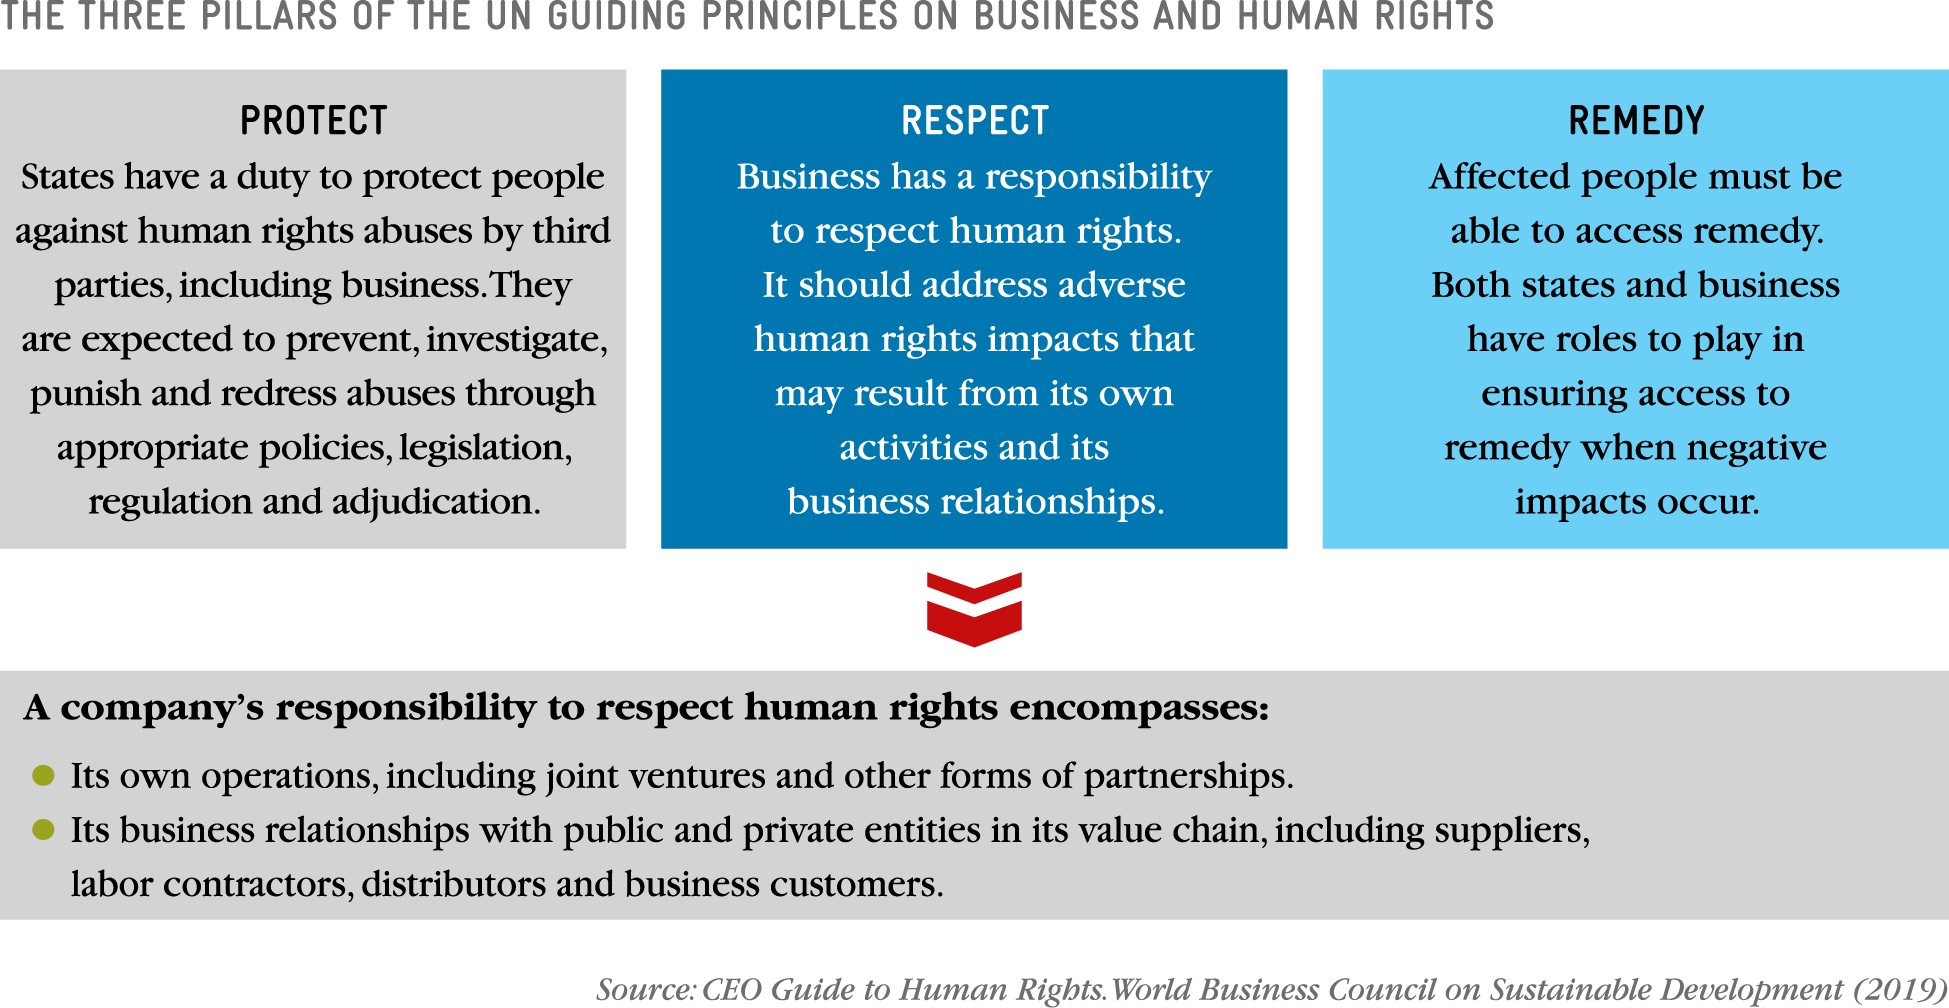 THE THREE PILLARS OF THE UN GUIDING PRINCIPLES ON BUSINESS AND HUMAN RIGHTS
PROTECT
States have a duty to protect people
against human rights abuses by third
parties, including business. They
are expected to prevent, investigate,
punish and redress abuses through
appropriate policies, legislation,
regulation and adjudication.
RESPECT
Business has a responsibility
to respect human rights.
It should address adverse
human rights impacts that
may result from its own
activities and its
business relationships.
REMEDY
Affected people must be
able to access remedy.
Both states and business
have roles to play in
ensuring access to
remedy when negative
impacts occur.
A company's responsibility to respect human rights encompasses:
● Its own operations, including joint ventures and other forms of partnerships.
● Its business relationships with public and private entities in its value chain, including suppliers,
labor contractors, distributors and business customers.
Source: CEO Guide to Human Rights. World Business Council on Sustainable Development (2019)